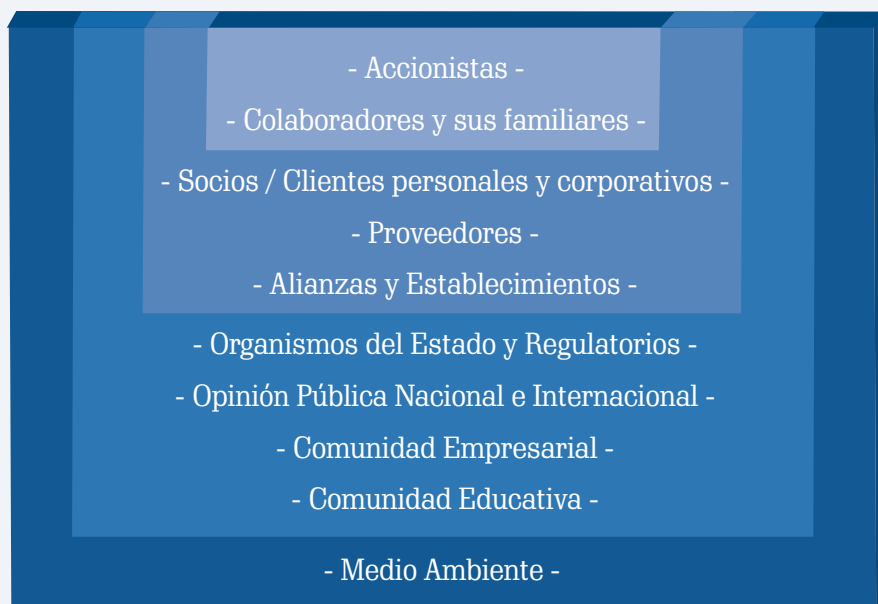 - Accionistas -
- Colaboradores y sus familiares -
- Socios / Clientes personales y corporativos -
- Proveedores -
- Alianzas y Establecimientos -
- Organismos del Estado y Regulatorios -
- Opinión Pública Nacional e Internacional -
- Comunidad Empresarial -
- Comunidad Educativa -
- Medio Ambiente -